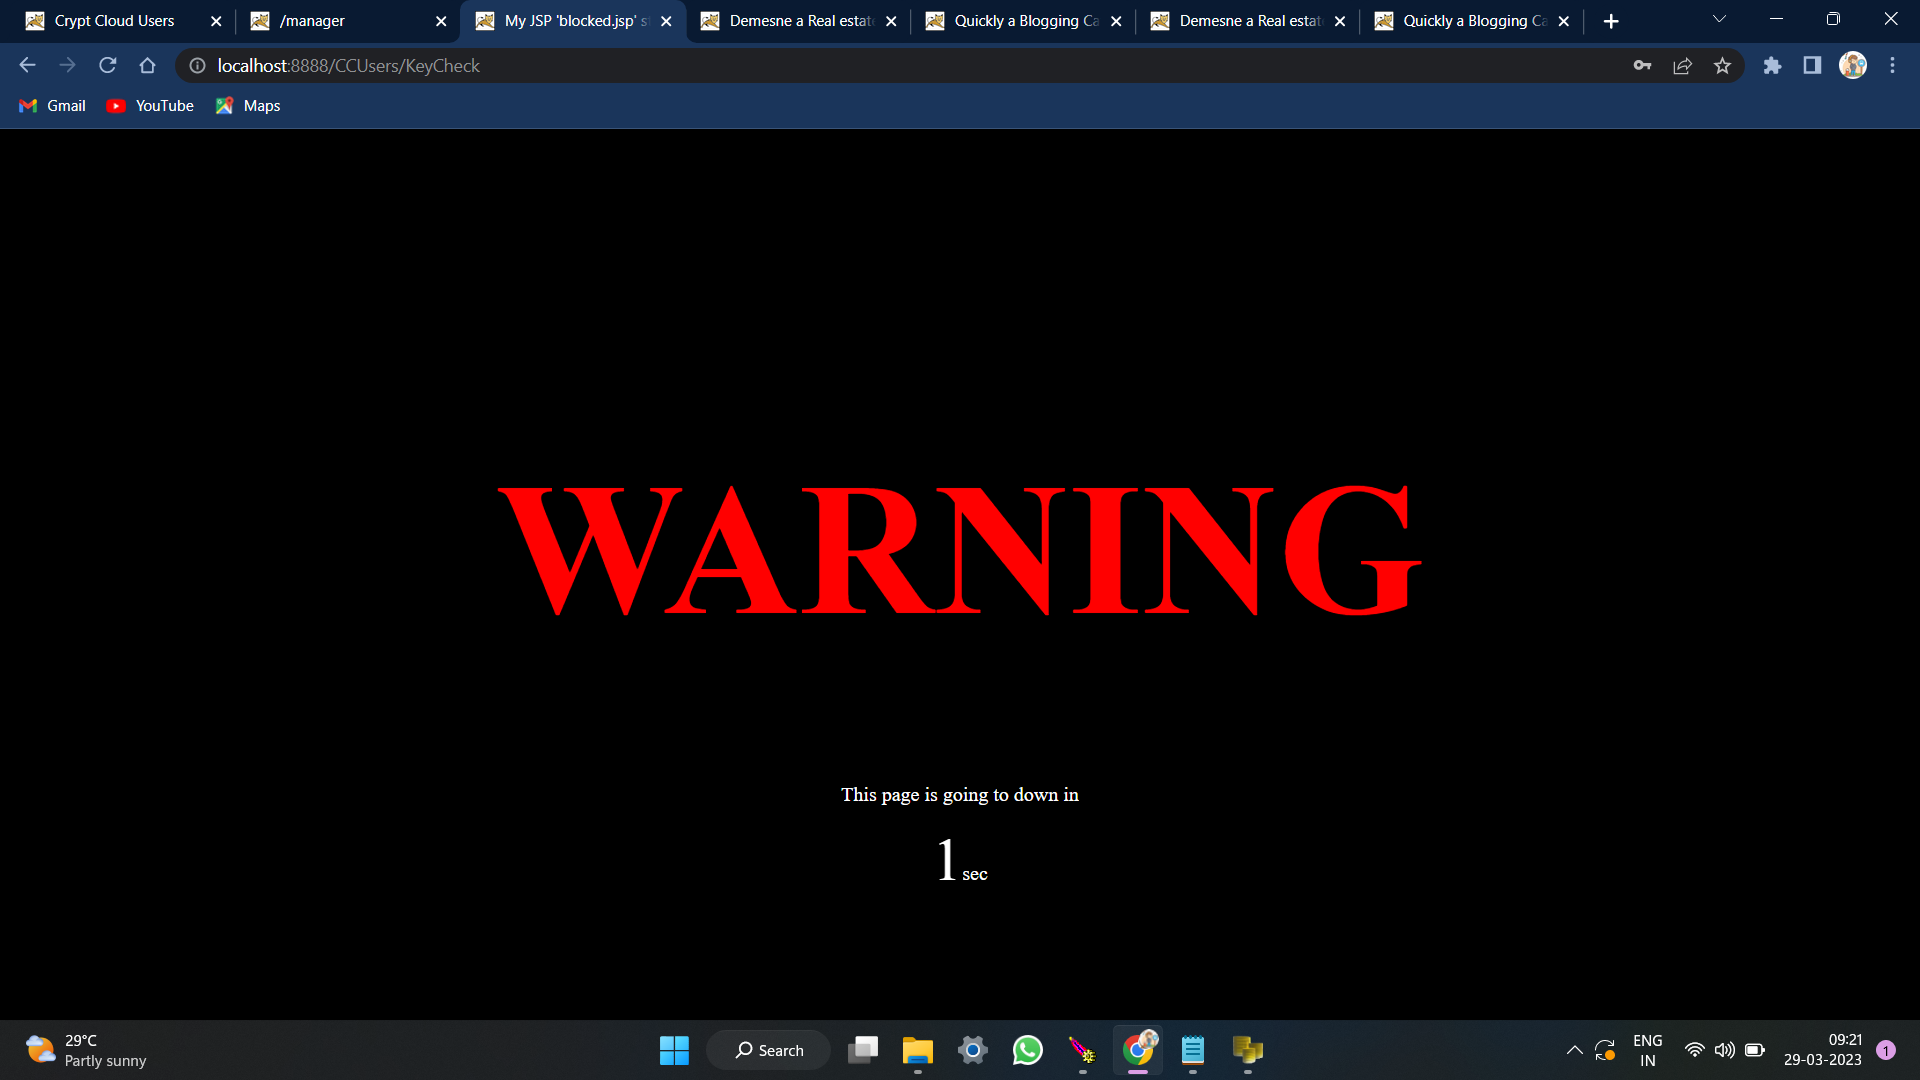 Crypt Cloud Users
/manager
My JSP 'blocked.jsp' s
Demesne a Real estat
Quickly a Blogging Ca
Demesne a Real estat
Quickly a Blogging Ca
localhost:8888/CCUsers/KeyCheck
Gmail
YouTube
Maps
WARNING
This page is going to down in
1 sec
29°C
Partly sunny
Search
ENG
IN
09:21
29-03-2023
1